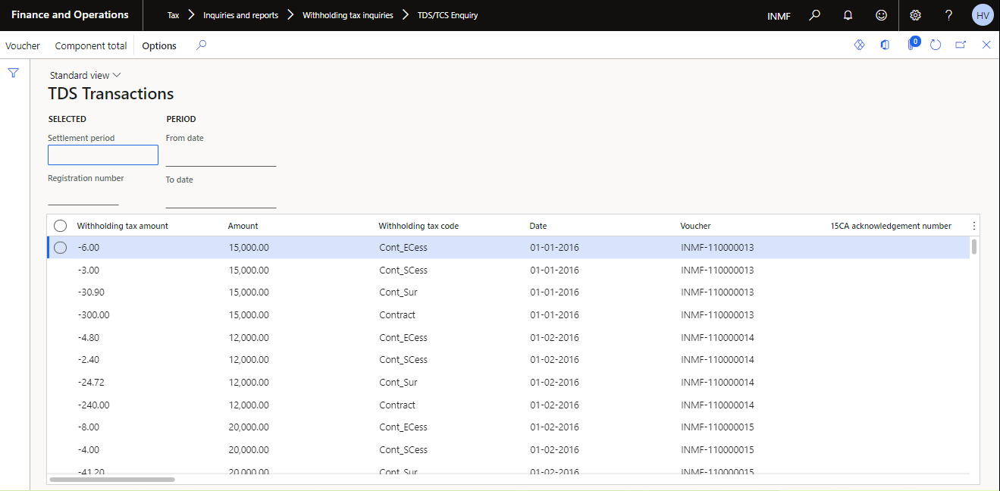 Finance and Operations Tax Inquiries and reports Withholding tax inquiries TDS/TCS Enquiry INMF ? HV
Voucher Component total Options 0
Standard view
TDS Transactions
SELECTED PERIOD
Settlement period From date
Registration number To date
Withholding tax amount Amount Withholding tax code Date Voucher 15CA acknowledgement number
-6.00 15,000.00 Cont_ECess 01-01-2016 INMF-110000013
-3.00 15,000.00 Cont_SCess 01-01-2016 INMF-110000013
-30.90 15,000.00 Cont_Sur 01-01-2016 INMF-110000013
-300.00 15,000.00 Contract 01-01-2016 INMF-110000013
-4.80 12,000.00 Cont_ECess 01-02-2016 INMF-110000014
-2.40 12,000.00 Cont_SCess 01-02-2016 INMF-110000014
-24.72 12,000.00 Cont_Sur 01-02-2016 INMF-110000014
-240.00 12,000.00 Contract 01-02-2016 INMF-110000014
-8.00 20,000.00 Cont_ECess 01-02-2016 INMF-110000015
-4.00 20,000.00 Cont_SCess 01-02-2016 INMF-110000015
-41.20 20,000.00 Cont_Sur 01-02-2016 INMF-110000015